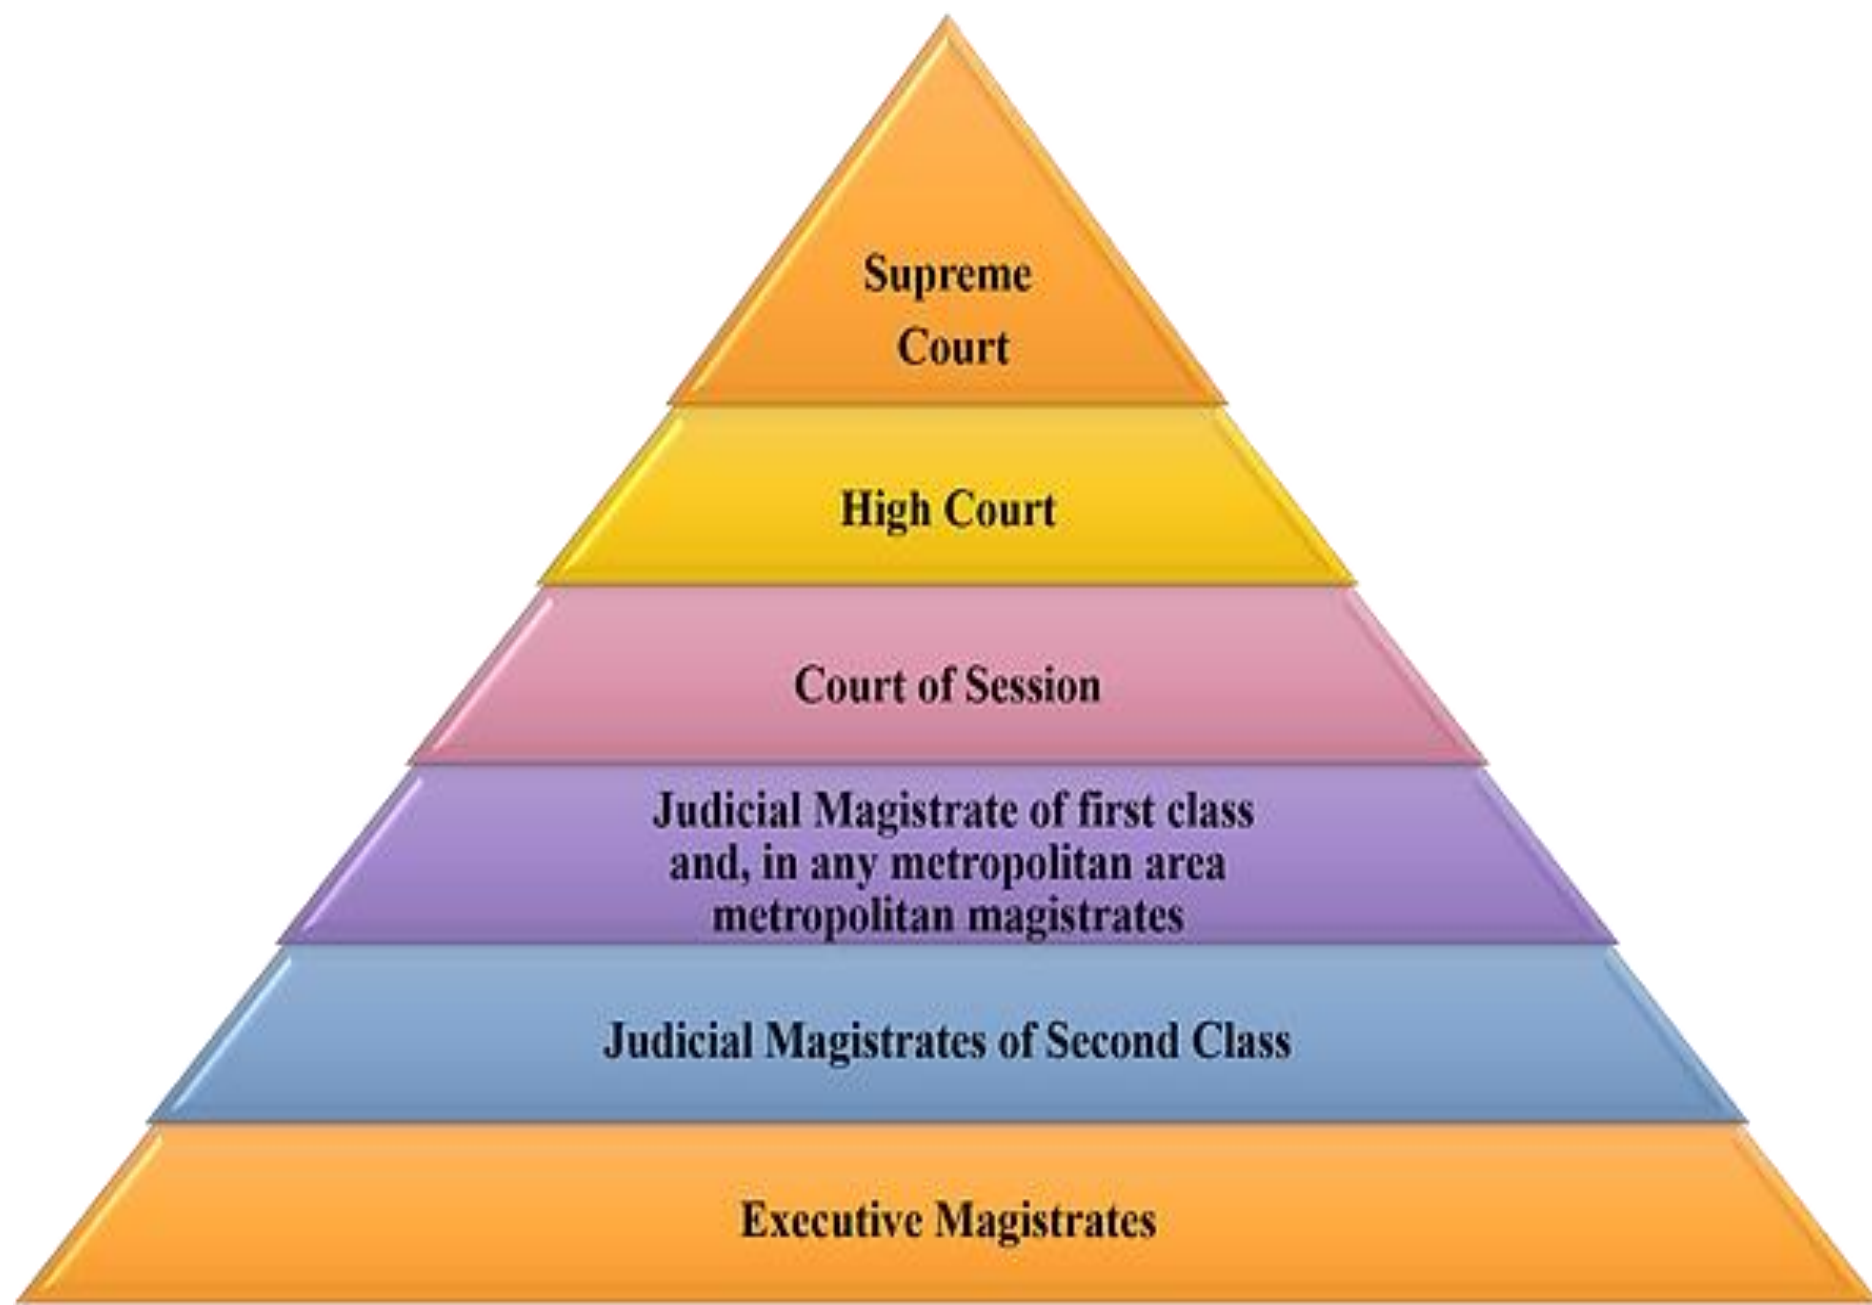 Supreme
Court
High Court
Court of Session
Judicial Magistrate of first class
and, in any metropolitan area
metropolitan magistrates
Judicial Magistrates of Second Class
Executive Magistrates